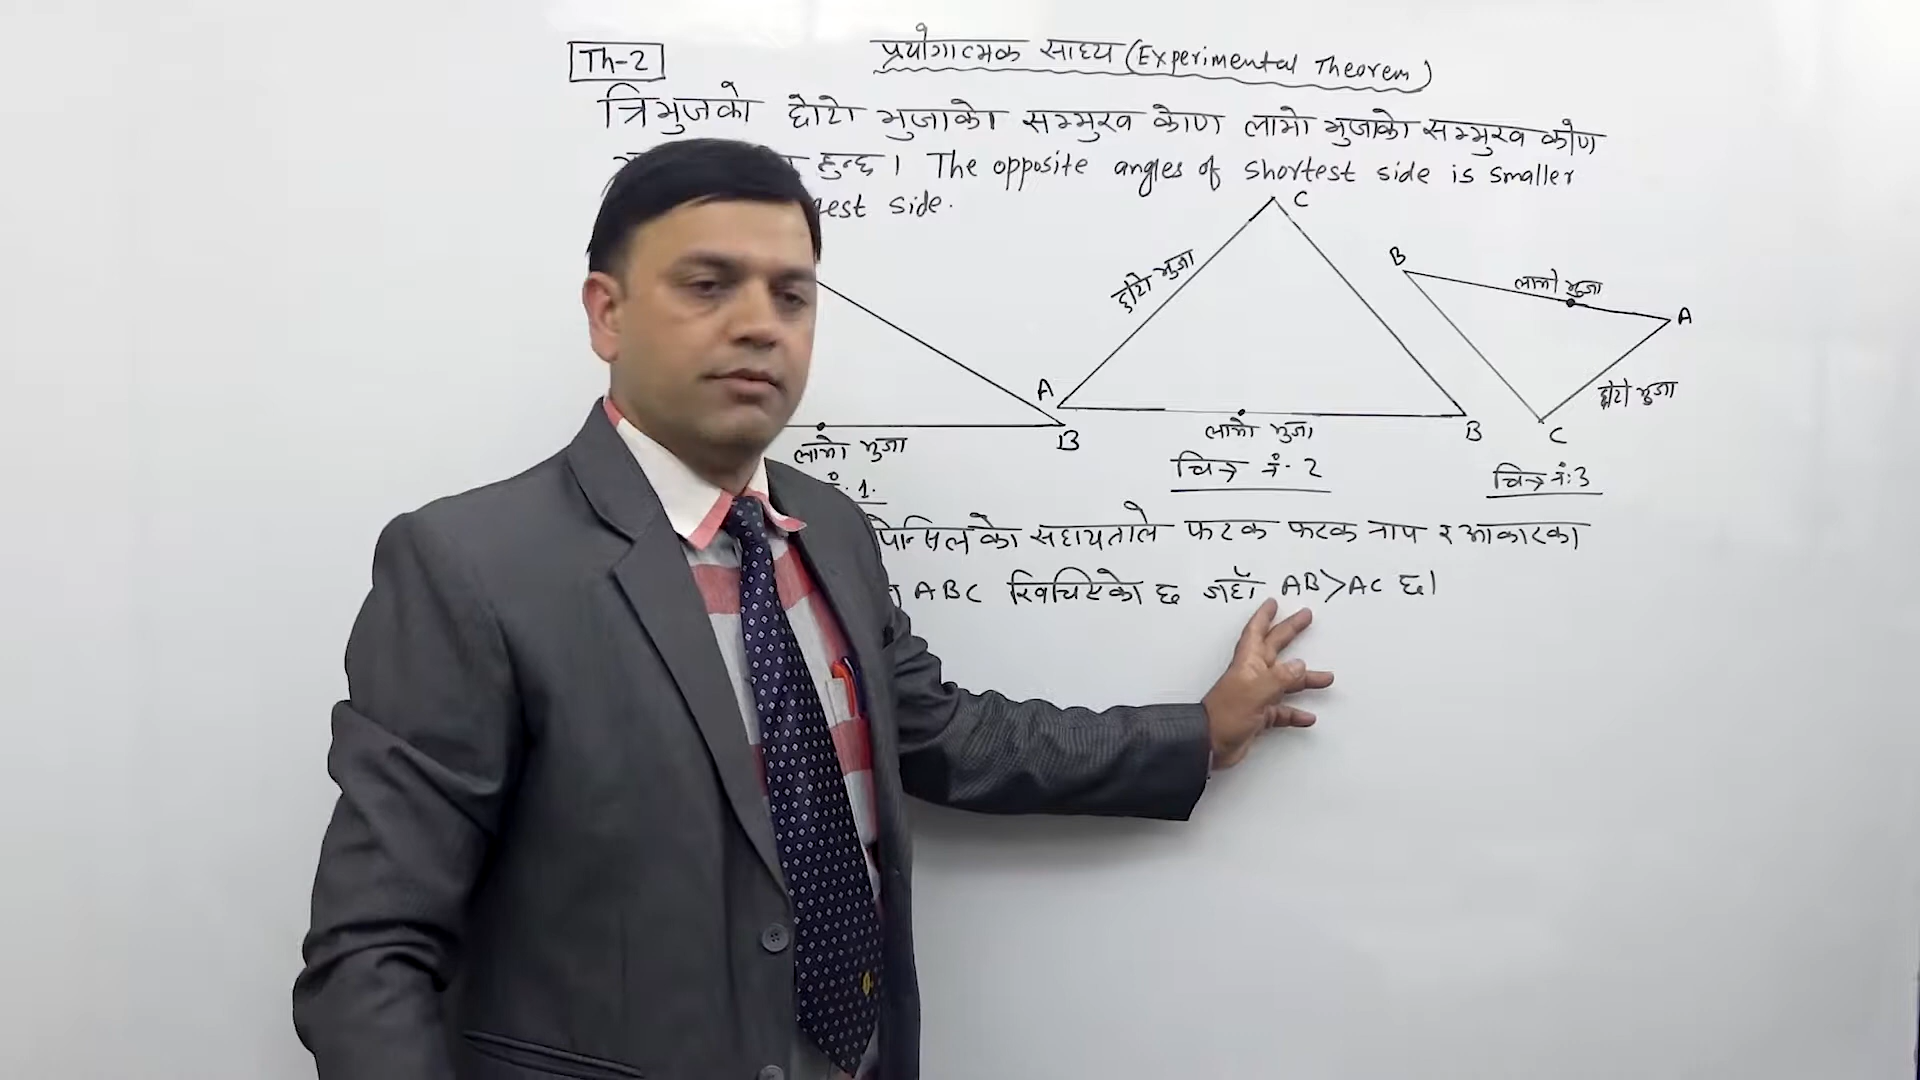 Th-2
प्रयोगात्मक साध्य (Experimental Theorem)
त्रिभुजको छोटो भुजाको सम्मुख कोण लामो भुजाको सम्मुख कोण
हुन्छ । The opposite angles of shortest side is smaller
side.
C
छोटो भुजा
B
लामो भुजा
A
A
छोटो भुजा
लामो भुजा
B
लामो भुजा
B
C
1.
चित्र नं. 2
चित्र नं. 3
पेन्सिलको सहायताले फरक फरक नाप र आकारका
ABC खिचिएको छ जहाँ AB>AC छ।